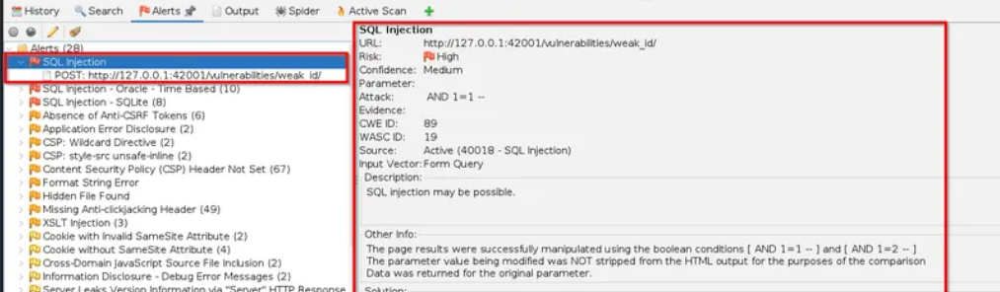 History Search Alerts Output Spider Active Scan
Alerts (28)
SQL Injection
POST: http://127.0.0.1:42001/vulnerabilities/weak_id/
SQL Injection - Oracle - Time Based (10)
SQL Injection - SQLite (8)
Absence of Anti-CSRF Tokens (6)
Application Error Disclosure (2)
CSP: Wildcard Directive (2)
CSP: style-src unsafe-inline (2)
Content Security Policy (CSP) Header Not Set (67)
Format String Error
Hidden File Found
Missing Anti-clickjacking Header (49)
XSLT Injection (3)
Cookie with Invalid SameSite Attribute (2)
Cookie without SameSite Attribute (4)
Cross-Domain JavaScript Source File Inclusion (2)
Information Disclosure - Debug Error Messages (2)
Server Leaks Version Information via "Server" HTTP Response
SQL Injection
URL: http://127.0.0.1:42001/vulnerabilities/weak_id/
Risk: High
Confidence: Medium
Parameter:
Attack: AND 1=1 --
Evidence:
CWE ID: 89
WASC ID: 19
Source: Active (40018 - SQL Injection)
Input Vector: Form Query
Description:
SQL injection may be possible.
Other Info:
The page results were successfully manipulated using the boolean conditions [ AND 1=1 -- ] and [ AND 1=2 -- ]
The parameter value being modified was NOT stripped from the HTML output for the purposes of the comparison
Data was returned for the original parameter.
Solution: